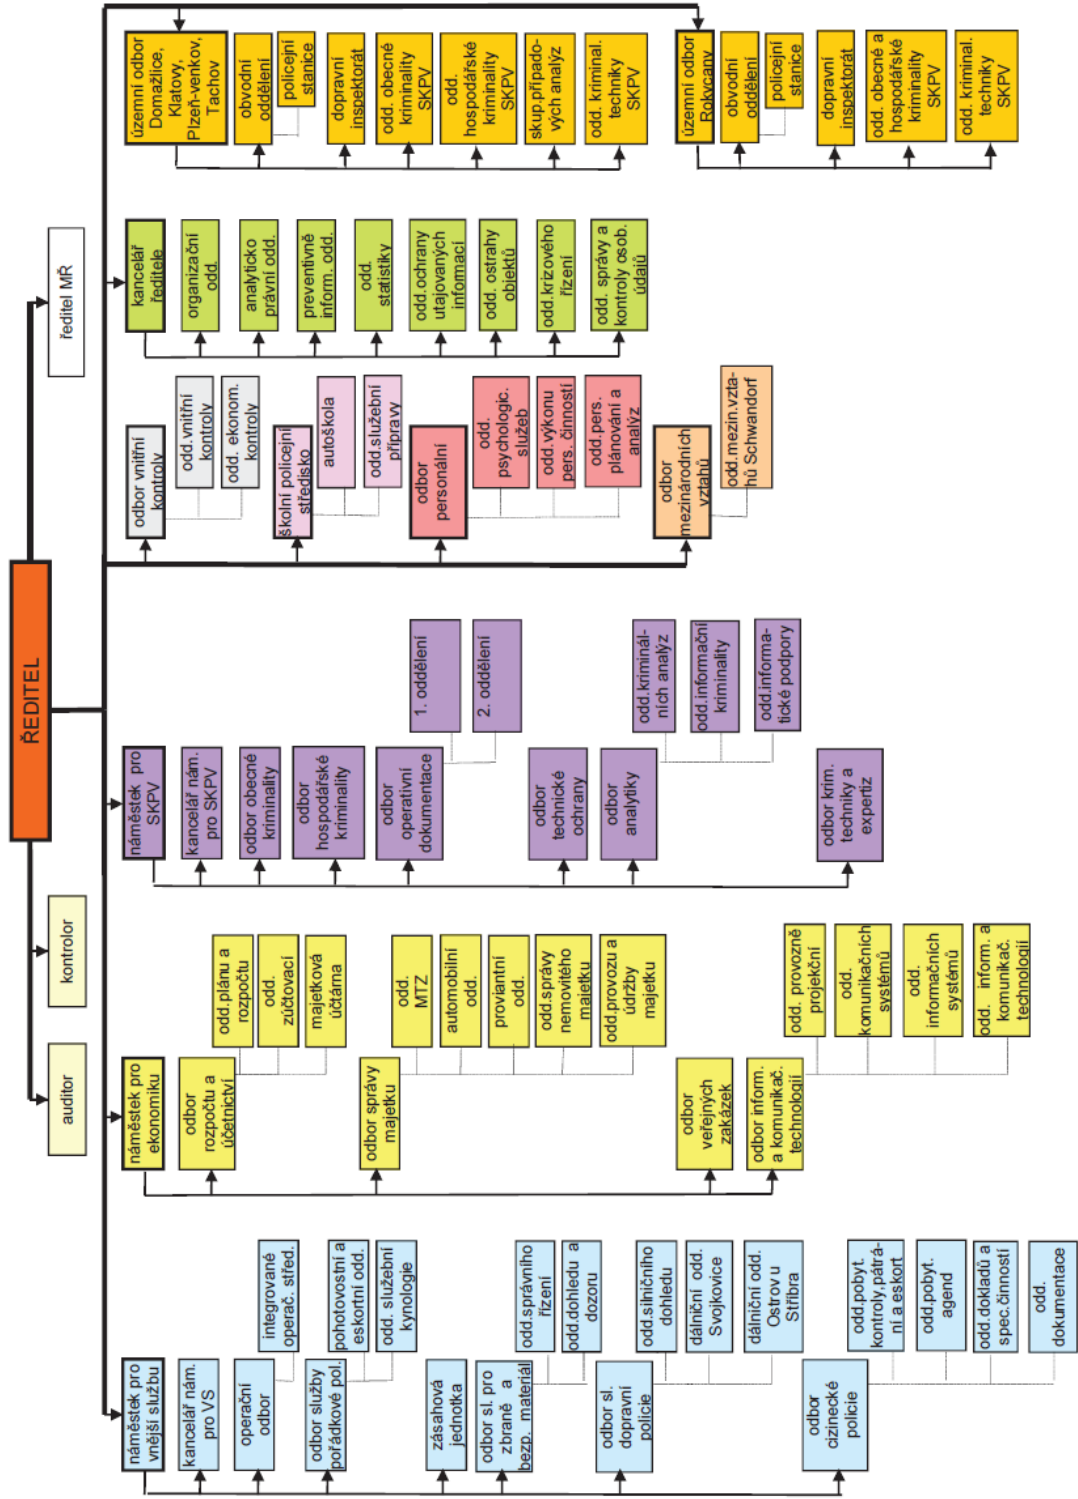 ŘEDITEL
auditor
kontrolor
ředitel MŘ
náměstek pro
vnější službu
kancelář nám.
pro VS
operační
odbor
integrované
operač. střed.
odbor služby
pořádkové pol.
pohotovostní a
eskortní odd.
odd. služební
kynologie
zásahová
jednotka
odbor sl. pro
zbraně a
bezp. materiál
odd.správního
řízení
odd.dohledu a
dozoru
odbor sl.
dopravní
policie
odd.silničního
dohledu
dálniční odd.
Svojkovice
dálniční odd.
Ostrov u
Stříbra
odbor
cizinecké
policie
odd.pobyt.
kontroly,pátrá-
ní a eskort
odd.pobyt.
agend
odd.dokladů a
spec.činností
odd.
dokumentace
náměstek pro
ekonomiku
odbor
rozpočtu a
účetnictví
odd.plánu a
rozpočtu
odd.
zúčtovací
majetková
účtárna
odbor správy
majetku
odd.
MTZ
automobilní
odd.
proviantní
odd.
odd.správy
nemovitého
majetku
odd.provozu a
údržby
majetku
odbor
veřejných
zakázek
odbor inform.
a komunikač.
technologií
odd. provozně
projekční
odd.
komunikačních
systémů
odd.
informačních
systémů
odd. inform. a
komunikač.
technologií
náměstek pro
SKPV
kancelář nám.
pro SKPV
odbor obecné
kriminality
odbor
hospodářské
kriminality
odbor
operativní
dokumentace
1. oddělení
2. oddělení
odbor
technické
ochrany
odbor
analytiky
odd.kriminál-
ních analýz
odd.informační
kriminality
odd.informa-
tické podpory
odbor krim.
techniky a
expertiz
odbor vnitřní
kontroly
odd.vnitřní
kontroly
odd. ekonom.
kontroly
školní policejní
středisko
autoškola
odd.služební
přípravy
odbor
personální
odd.
psychologic.
služeb
odd.výkonu
pers. činností
odd.pers.
plánování a
analýz
odbor
mezinárodních
vztahů
odd.mezin.vzta-
hů Schwandorf
kancelář
ředitele
organizační
odd.
analyticko
právní odd.
preventivně
inform. odd.
odd.
statistiky
odd.ochrany
utajovaných
informací
odd. ostrahy
objektů
odd.krizového
řízení
odd. správy a
kontroly osob.
údajů
územní odbor
Domažlice,
Klatovy,
Plzeň-venkov,
Tachov
obvodní
oddělení
policejní
stanice
dopravní
inspektorát
odd. obecné
kriminality
SKPV
odd.
hospodářské
kriminality
SKPV
skup.případo-
vých analýz
odd. kriminal.
techniky
SKPV
územní odbor
Rokycany
obvodní
oddělení
policejní
stanice
dopravní
inspektorát
odd. obecné a
hospodářské
kriminality
SKPV
odd. kriminal.
techniky
SKPV